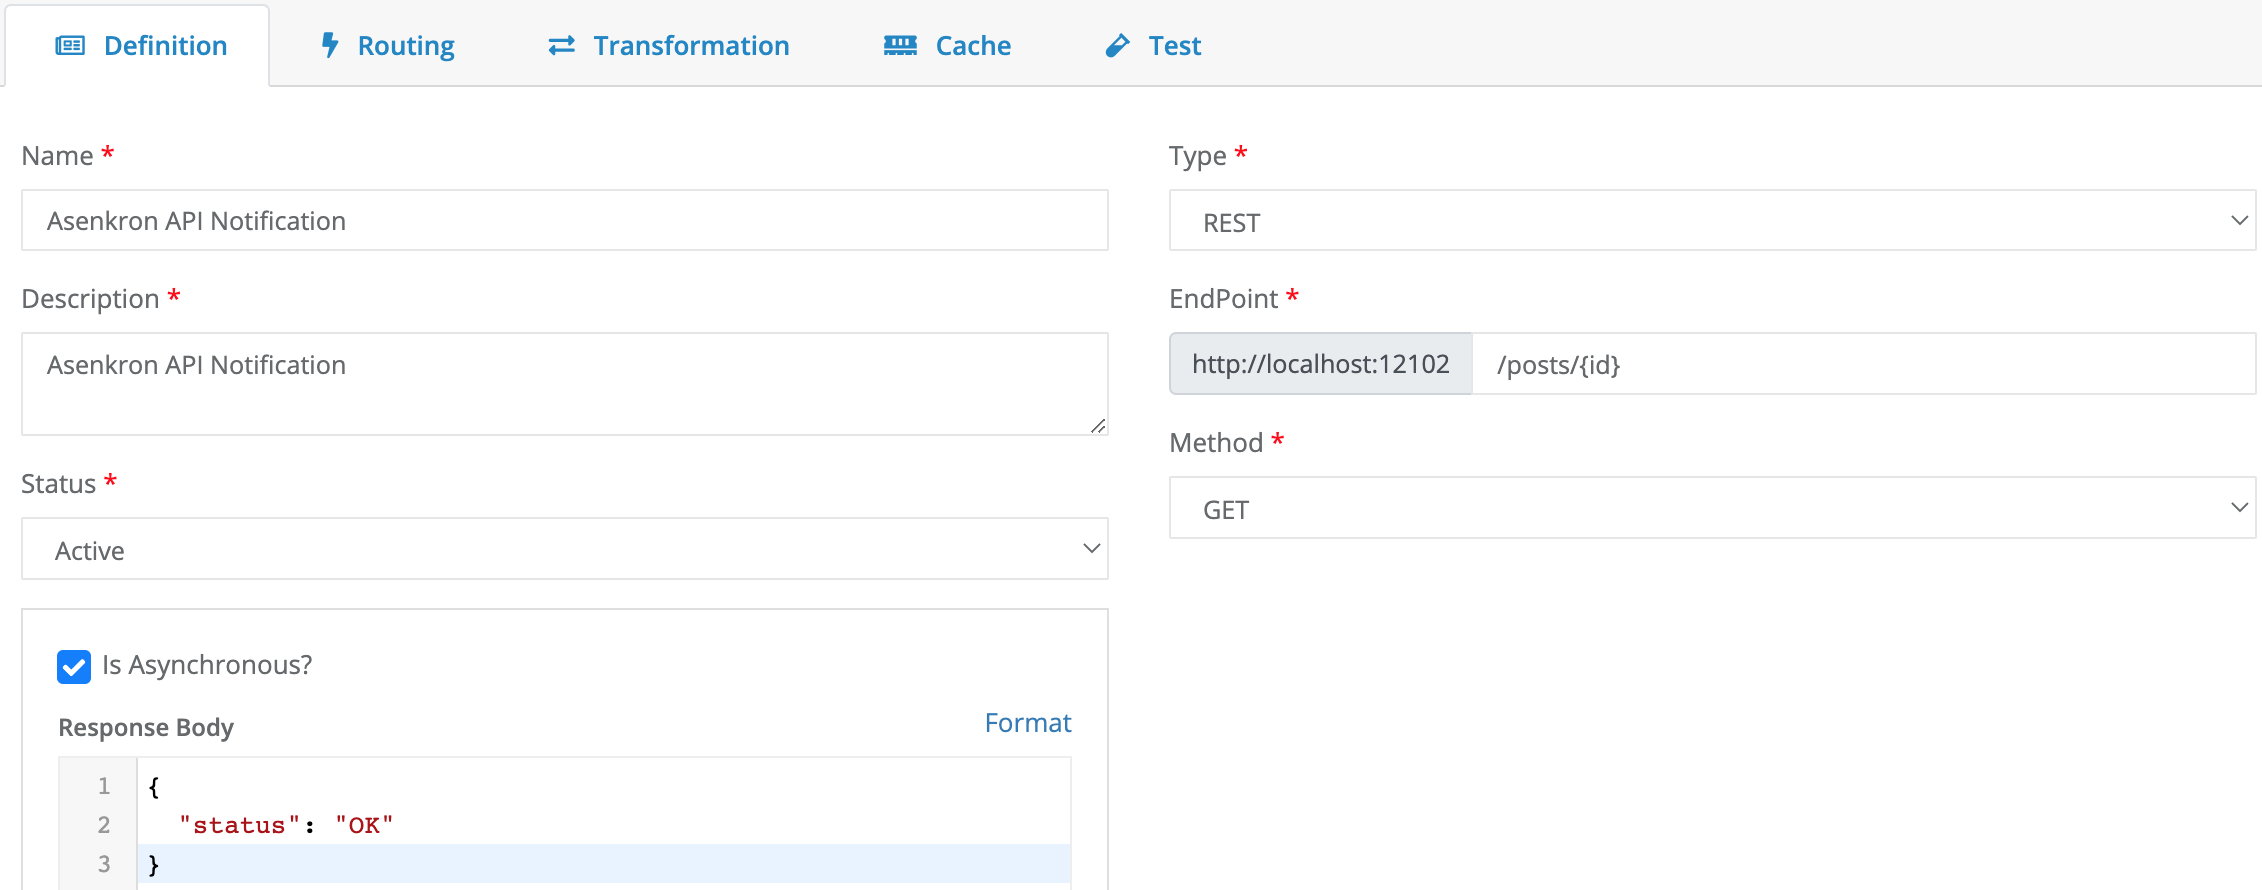 Definition Routing Transformation Cache Test
Name *
Asenkron API Notification
Description *
Asenkron API Notification
Status *
Active
Is Asynchronous?
Response Body Format
1 {
2 "status": "OK"
3 }
Type *
REST
EndPoint *
http://localhost:12102 /posts/{id}
Method *
GET